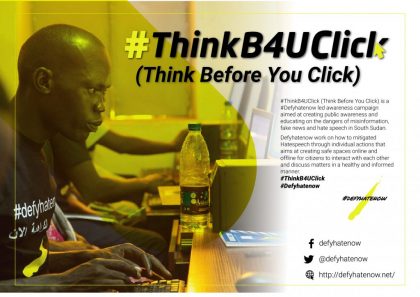 #ThinkB4UClick
(Think Before You Click)
#ThinkB4UClick (Think Before You Click) is a
#Defyhatenow led awareness campaign
aimed at creating public awareness and
educating on the dangers of misinformation,
fake news and hate speech in South Sudan.
Defyhatenow work on how to mitigated
Hatespeech through individual actions that
aims at creating safe spaces online and
offline for citizens to interact with each other
and discuss matters in a healthy and informed
manner.
#ThinkB4UClick
#Defyhatenow
#DEFYHATENOW
defyhatenow
@defyhatenow
http://defyhatenow.net/
#defyhatenow